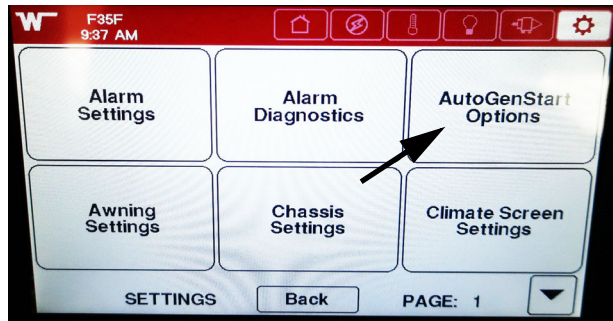 F35F
9:37 AM
Alarm
Settings
Alarm
Diagnostics
AutoGenStart
Options
Awning
Settings
Chassis
Settings
Climate Screen
Settings
SETTINGS
Back
PAGE: 1